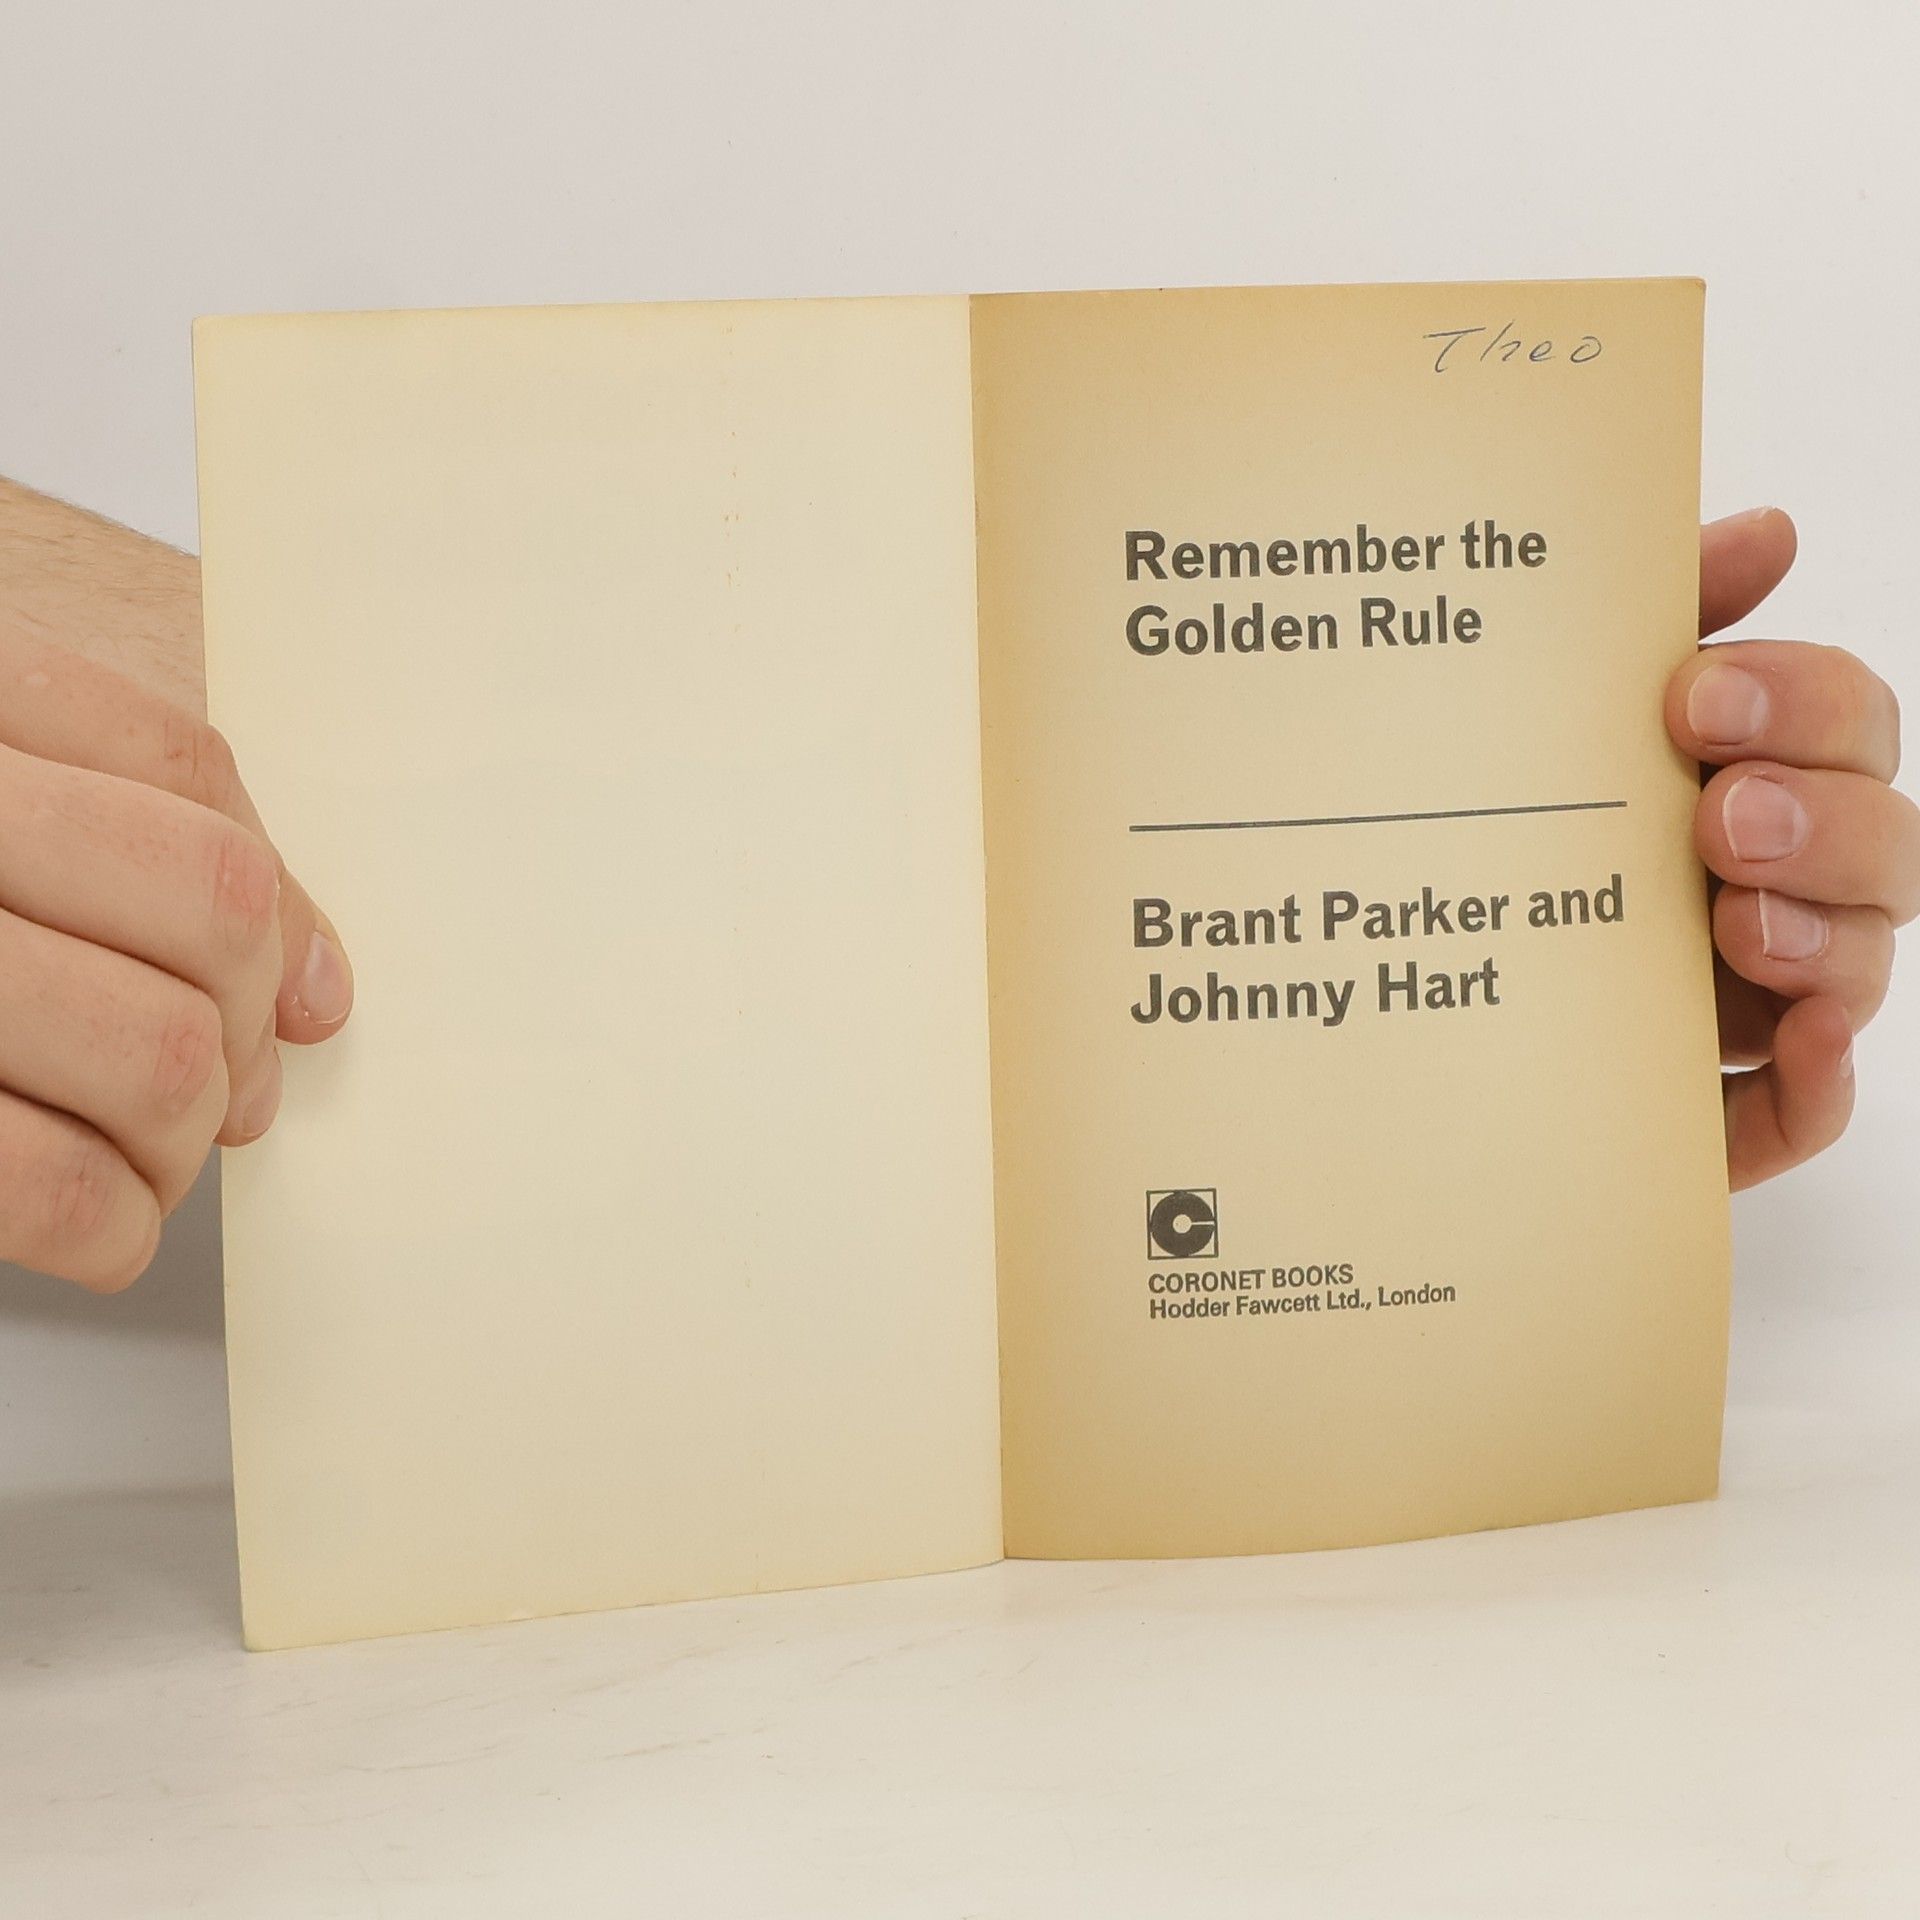 Theo
Remember the
Golden Rule
Brant Parker and
Johnny Hart
CORONET BOOKS
Hodder Fawcett Ltd., London